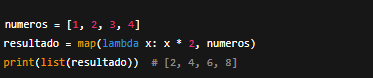 numeros = [1, 2, 3, 4]
resultado = map(lambda x: x * 2, numeros)
print(list(resultado))  # [2, 4, 6, 8]